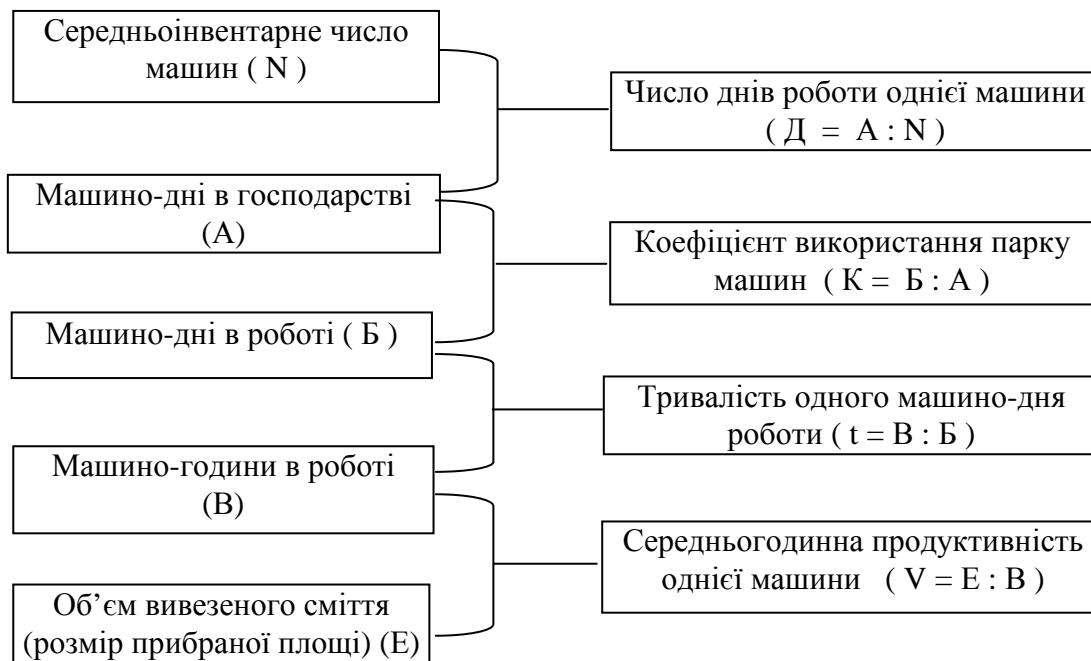 Середньоінвентарне число
машин ( N )
Число днів роботи однієї машини
( Д = А : N )
Машино-дні в господарстві
(А)
Коефіцієнт використання парку
машин ( К = Б : А )
Машино-дні в роботі ( Б )
Тривалість одного машино-дня
роботи ( t = В : Б )
Машино-години в роботі
(В)
Середньогодинна продуктивність
однієї машини ( V = Е : В )
Об’єм вивезеного сміття
(розмір прибраної площі) (Е)